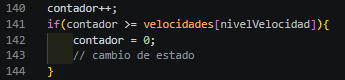 140 contador++;
141 if(contador >= velocidades[nivelVelocidad]){
142 contador = 0;
143 // cambio de estado
144 }